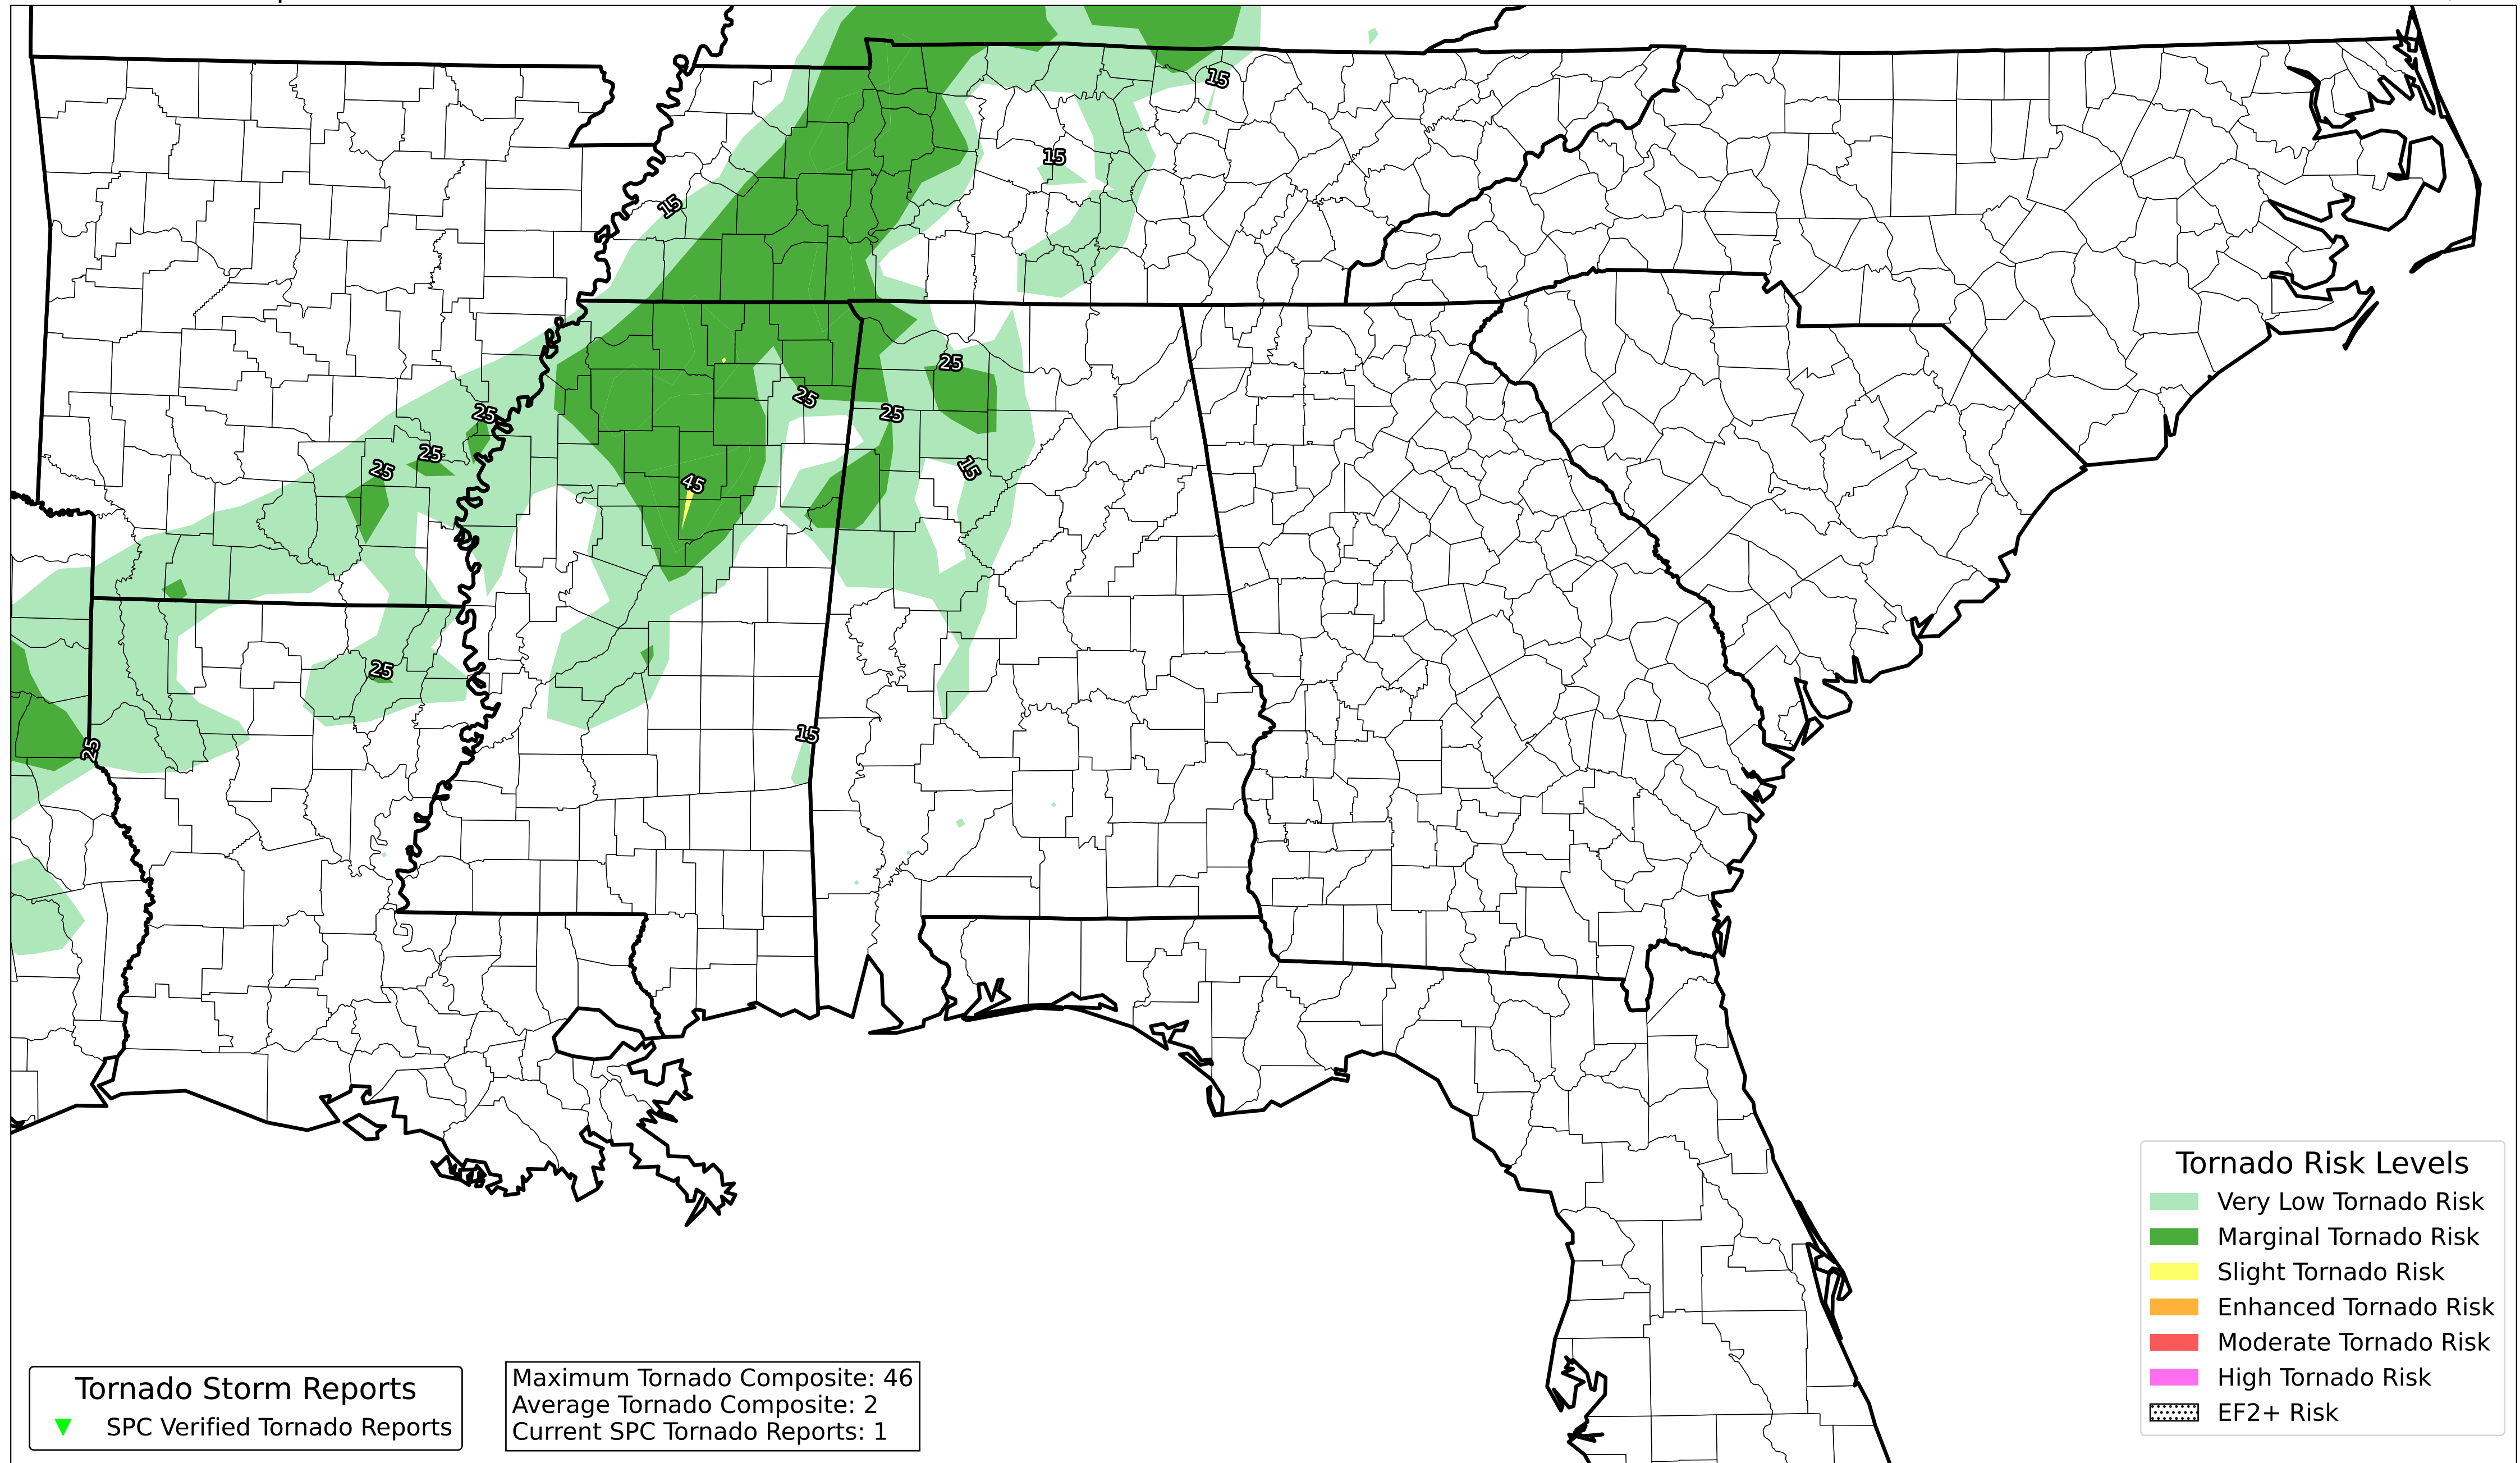 15
15
15
25
25
25
25
25
25
15
45
25
15
25
Tornado Risk Levels
Very Low Tornado Risk
Marginal Tornado Risk
Slight Tornado Risk
Enhanced Tornado Risk
Moderate Tornado Risk
High Tornado Risk
EF2+ Risk
Tornado Storm Reports
SPC Verified Tornado Reports
Maximum Tornado Composite: 46
Average Tornado Composite: 2
Current SPC Tornado Reports: 1